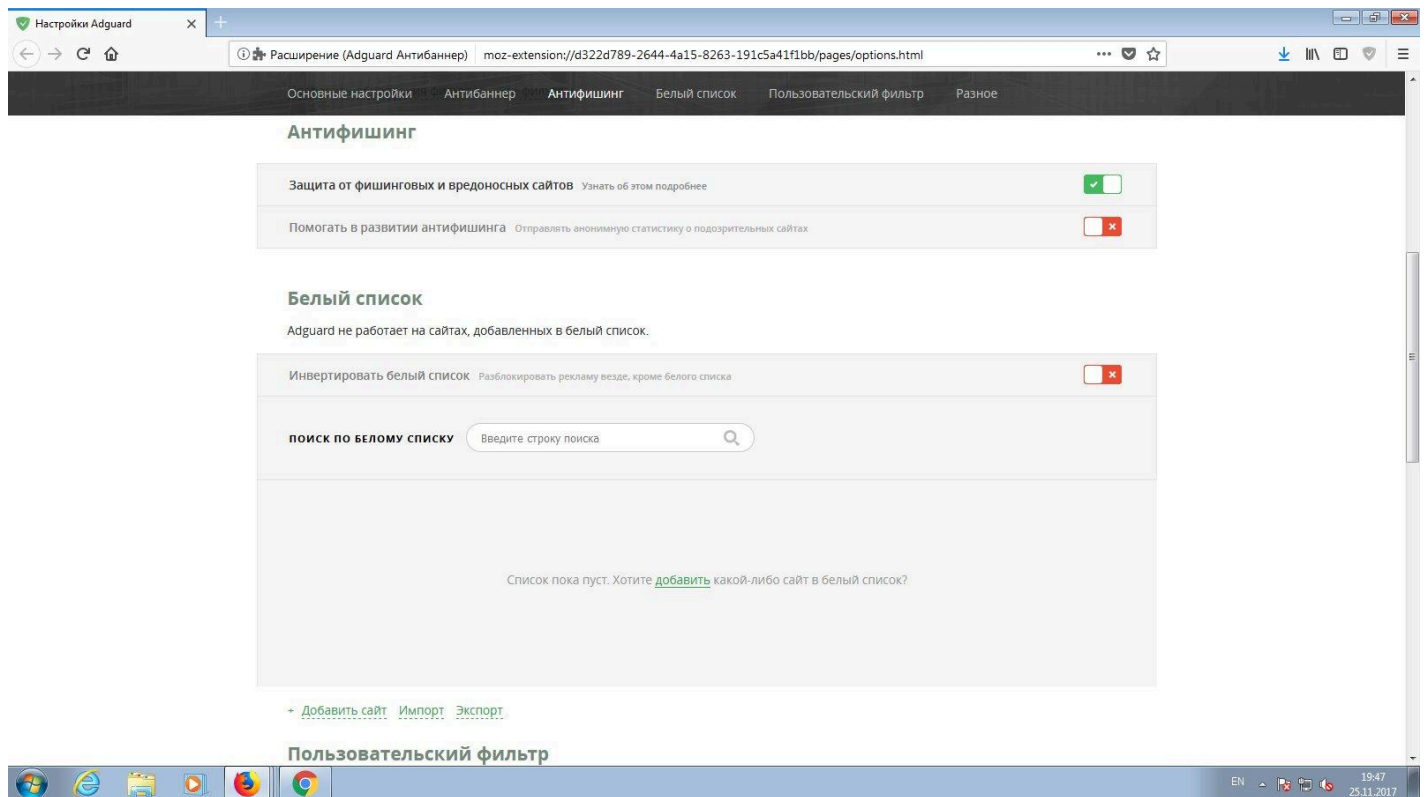 Настройки Adguard
Расширение (Adguard Антибаннер) moz-extension://d322d789-2644-4a15-8263-191c5a41f1bb/pages/options.html
Основные настройки Антибаннер Антифишинг Белый список Пользовательский фильтр Разное
Антифишинг
Защита от фишинговых и вредоносных сайтов Узнать об этом подробнее
Помогать в развитии антифишинга Отправлять анонимную статистику о подозрительных сайтах
Белый список
Adguard не работает на сайтах, добавленных в белый список.
Инвертировать белый список Разблокировать рекламу везде, кроме белого списка
ПОИСК ПО БЕЛОМУ СПИСКУ Введите строку поиска
Список пока пуст. Хотите добавить какой-либо сайт в белый список?
+ Добавить сайт Импорт Экспорт
Пользовательский фильтр
EN 19:47
25.11.2017